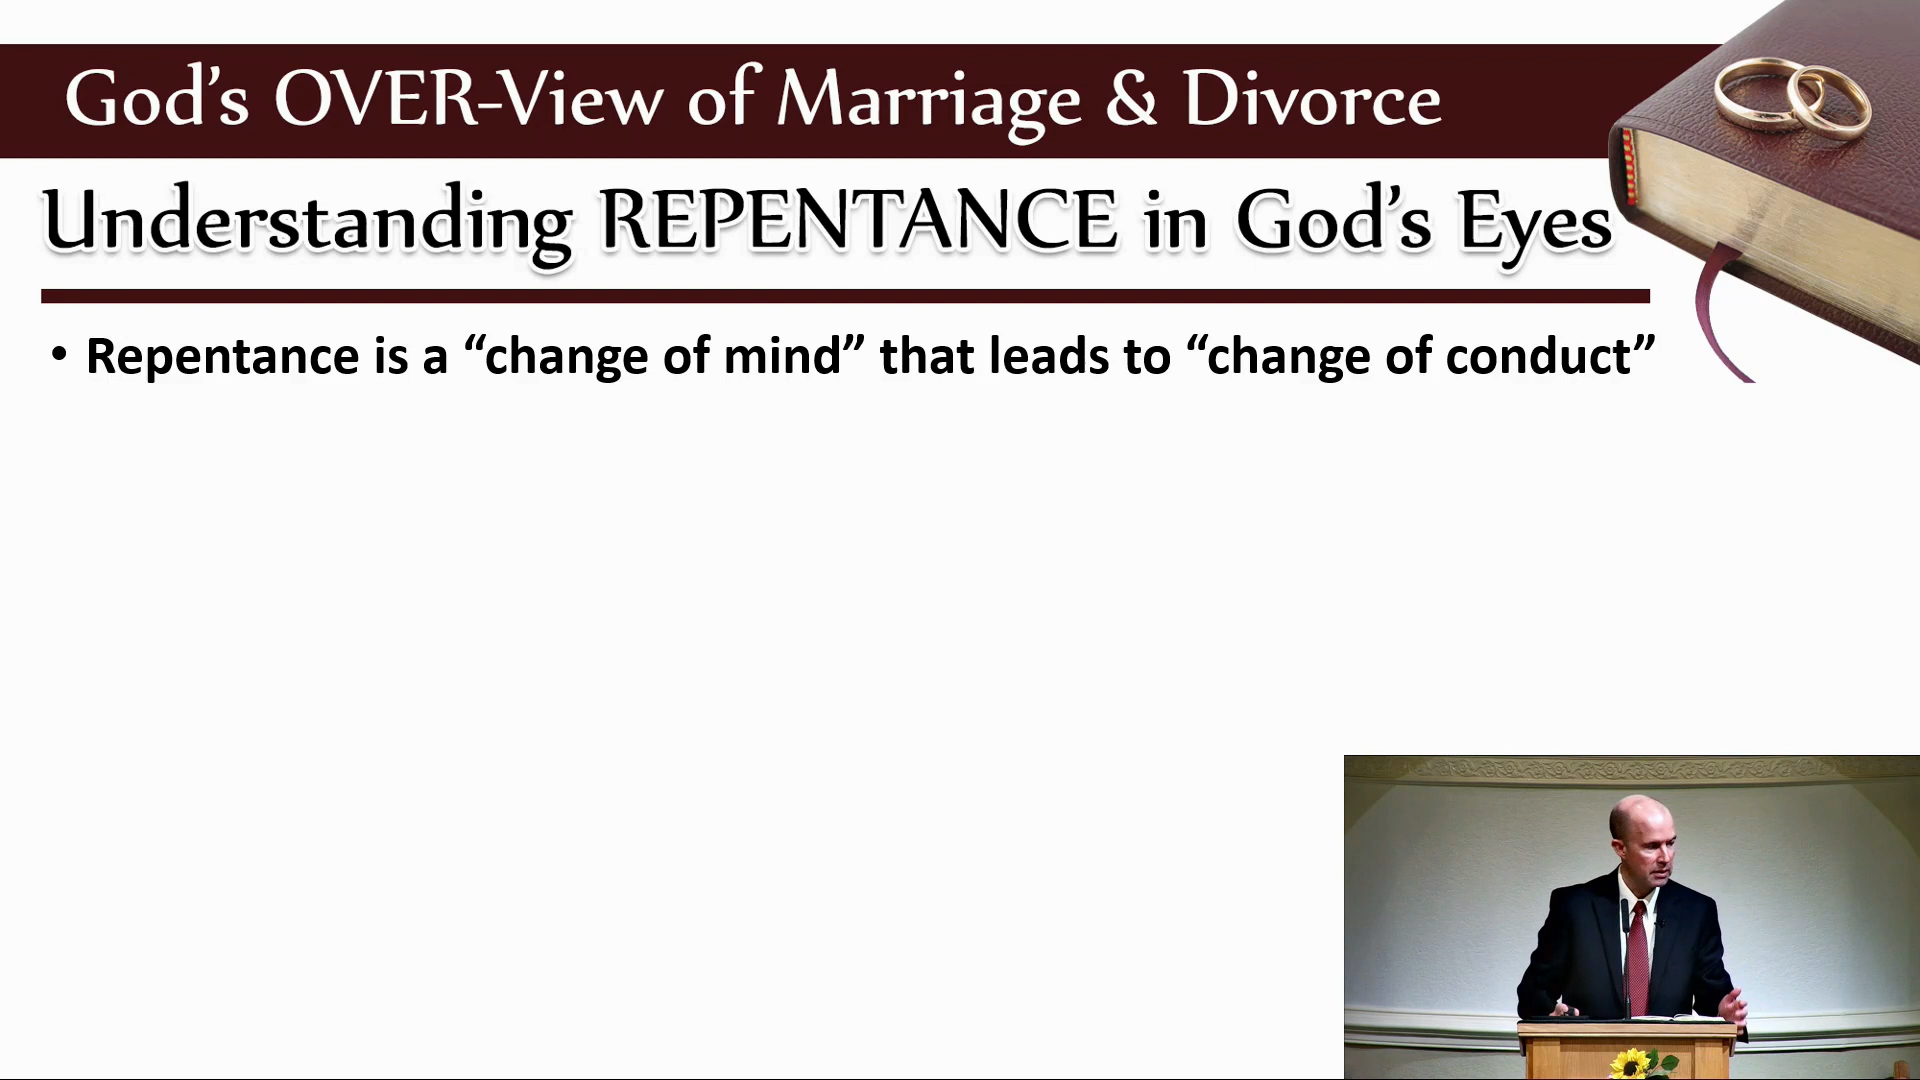 God’s OVER-View of Marriage & Divorce
Understanding REPENTANCE in God’s Eyes
• Repentance is a “change of mind” that leads to “change of conduct”